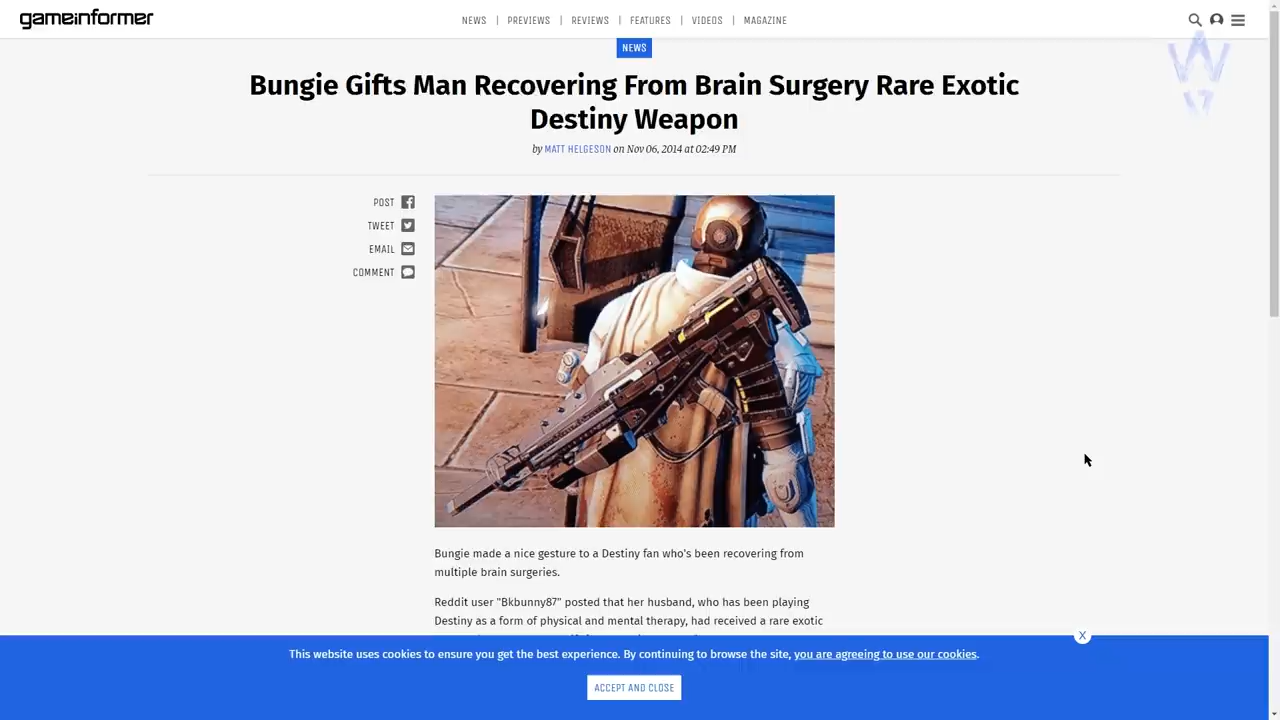 gameinformer
NEWS | PREVIEWS | REVIEWS | FEATURES | VIDEOS | MAGAZINE
NEWS
Bungie Gifts Man Recovering From Brain Surgery Rare Exotic
Destiny Weapon
by MATT HELGESON on Nov 06, 2014 at 02:49 PM
POST
TWEET
EMAIL
COMMENT
Bungie made a nice gesture to a Destiny fan who's been recovering from
multiple brain surgeries.
Reddit user "Bkbunny87" posted that her husband, who has been playing
Destiny as a form of physical and mental therapy, had received a rare exotic
X
This website uses cookies to ensure you get the best experience. By continuing to browse the site, you are agreeing to use our cookies.
ACCEPT AND CLOSE